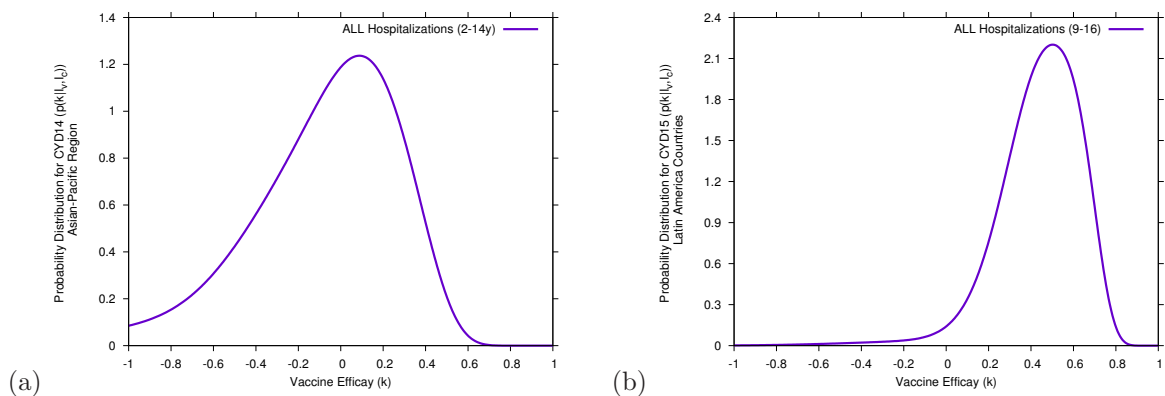 ALL Hospitalizations (2-14y)
Probability Distribution for CYD14 (p(k|Iv,Ic))
Asian-Pacific Region
1.4
1.2
1
0.8
0.6
0.4
0.2
0
-1 -0.8 -0.6 -0.4 -0.2 0 0.2 0.4 0.6 0.8 1
Vaccine Efficay (k)
(a)
ALL Hospitalizations (9-16)
Probability Distribution for CYD15 (p(k|Iv,Ic))
Latin America Countries
2.4
2.1
1.8
1.5
1.2
0.9
0.6
0.3
0
-1 -0.8 -0.6 -0.4 -0.2 0 0.2 0.4 0.6 0.8 1
Vaccine Efficay (k)
(b)